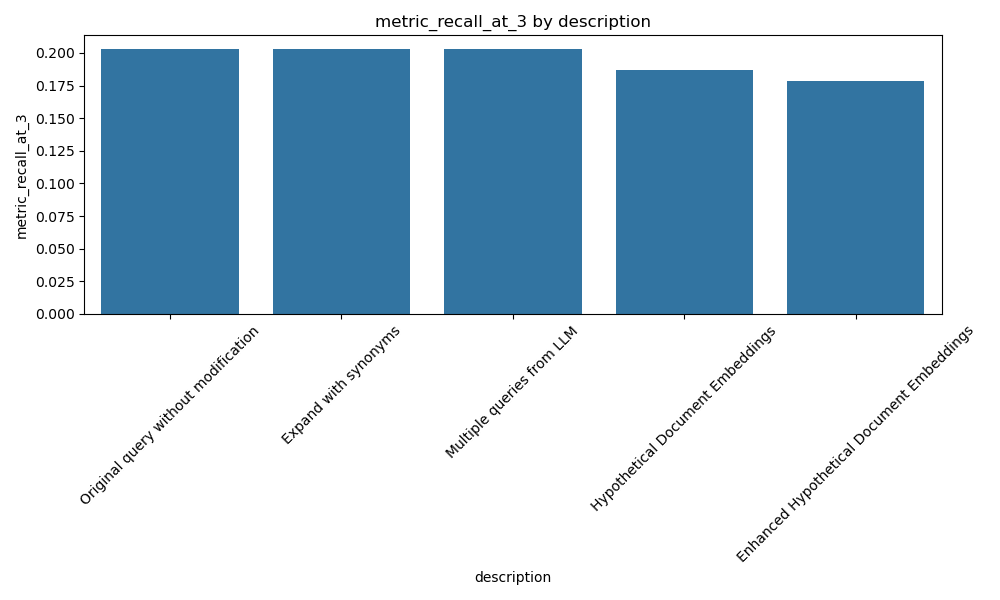 metric_recall_at_3 by description
metric_recall_at_3
0.200
0.175
0.150
0.125
0.100
0.075
0.050
0.025
0.000
Original query without modification
Expand with synonyms
Multiple queries from LLM
Hypothetical Document Embeddings
Enhanced Hypothetical Document Embeddings
description